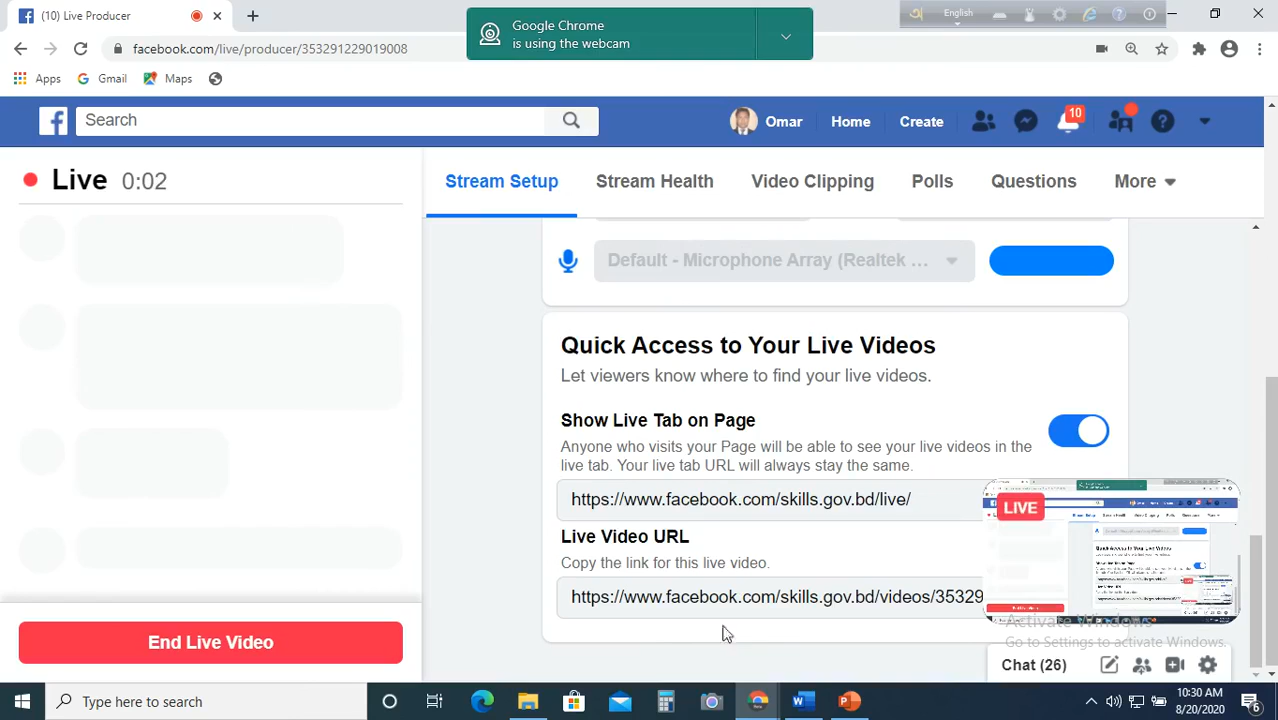 (10) Live Producer
Google Chrome
is using the webcam
English
facebook.com/live/producer/353291229019008
Apps
Gmail
Maps
Search
Omar
Home
Create
10
Live 0:02
Stream Setup
Stream Health
Video Clipping
Polls
Questions
More
Default - Microphone Array (Realtek ...
Quick Access to Your Live Videos
Let viewers know where to find your live videos.
Show Live Tab on Page
Anyone who visits your Page will be able to see your live videos in the
live tab. Your live tab URL will always stay the same.
https://www.facebook.com/skills.gov.bd/live/
LIVE
Live Video URL
Copy the link for this live video.
https://www.facebook.com/skills.gov.bd/videos/35329
Activate Windows
Go to Settings to activate Windows.
End Live Video
Chat (26)
Type here to search
10:30 AM
8/20/2020
6